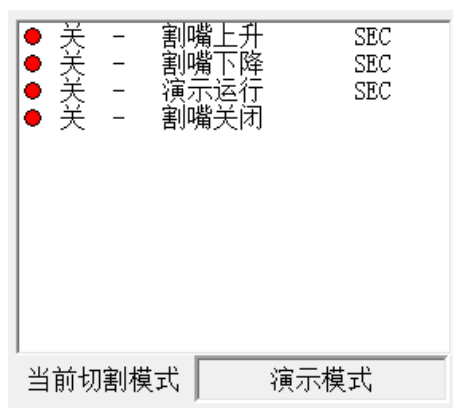 关 - 割嘴上升 SEC
关 - 割嘴下降 SEC
关 - 演示运行 SEC
关 - 割嘴关闭
当前切割模式 演示模式